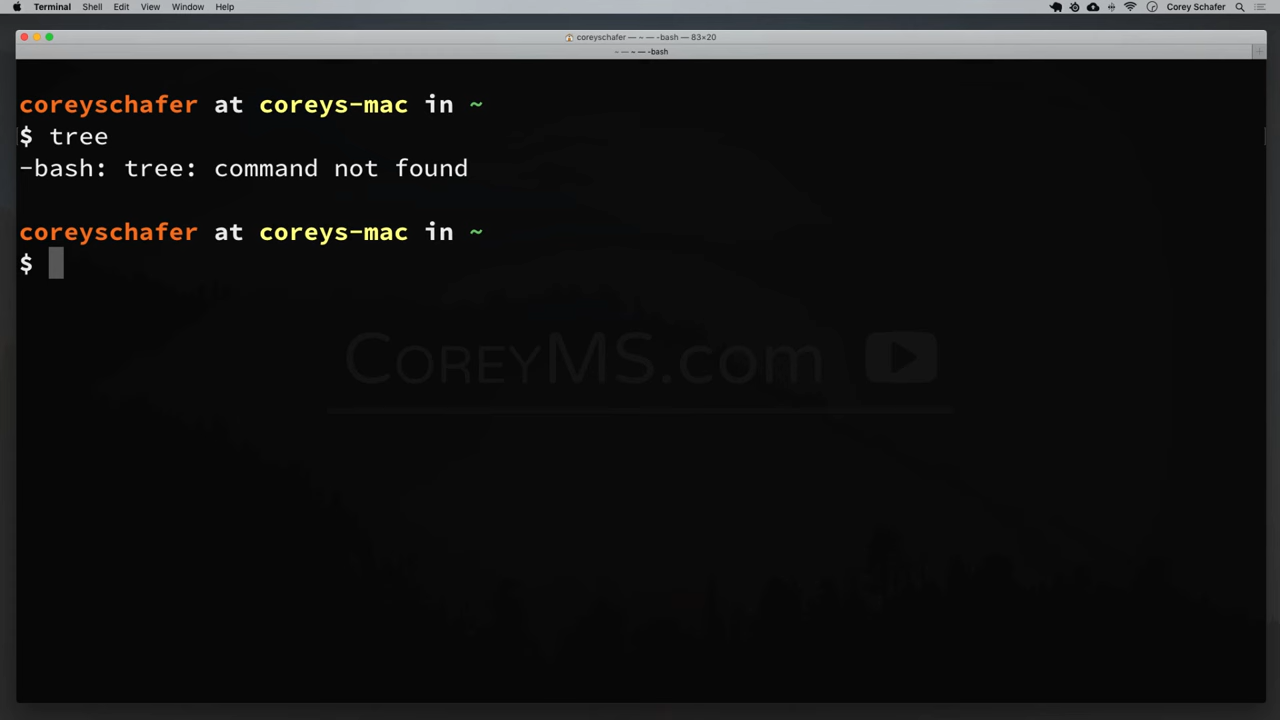 Terminal Shell Edit View Window Help Corey Schafer
coreyschafer — ~ — -bash — 83×20
~ — ~ — -bash
coreyschafer at coreys-mac in ~
$ tree
-bash: tree: command not found
coreyschafer at coreys-mac in ~
$
CoreyMS.com